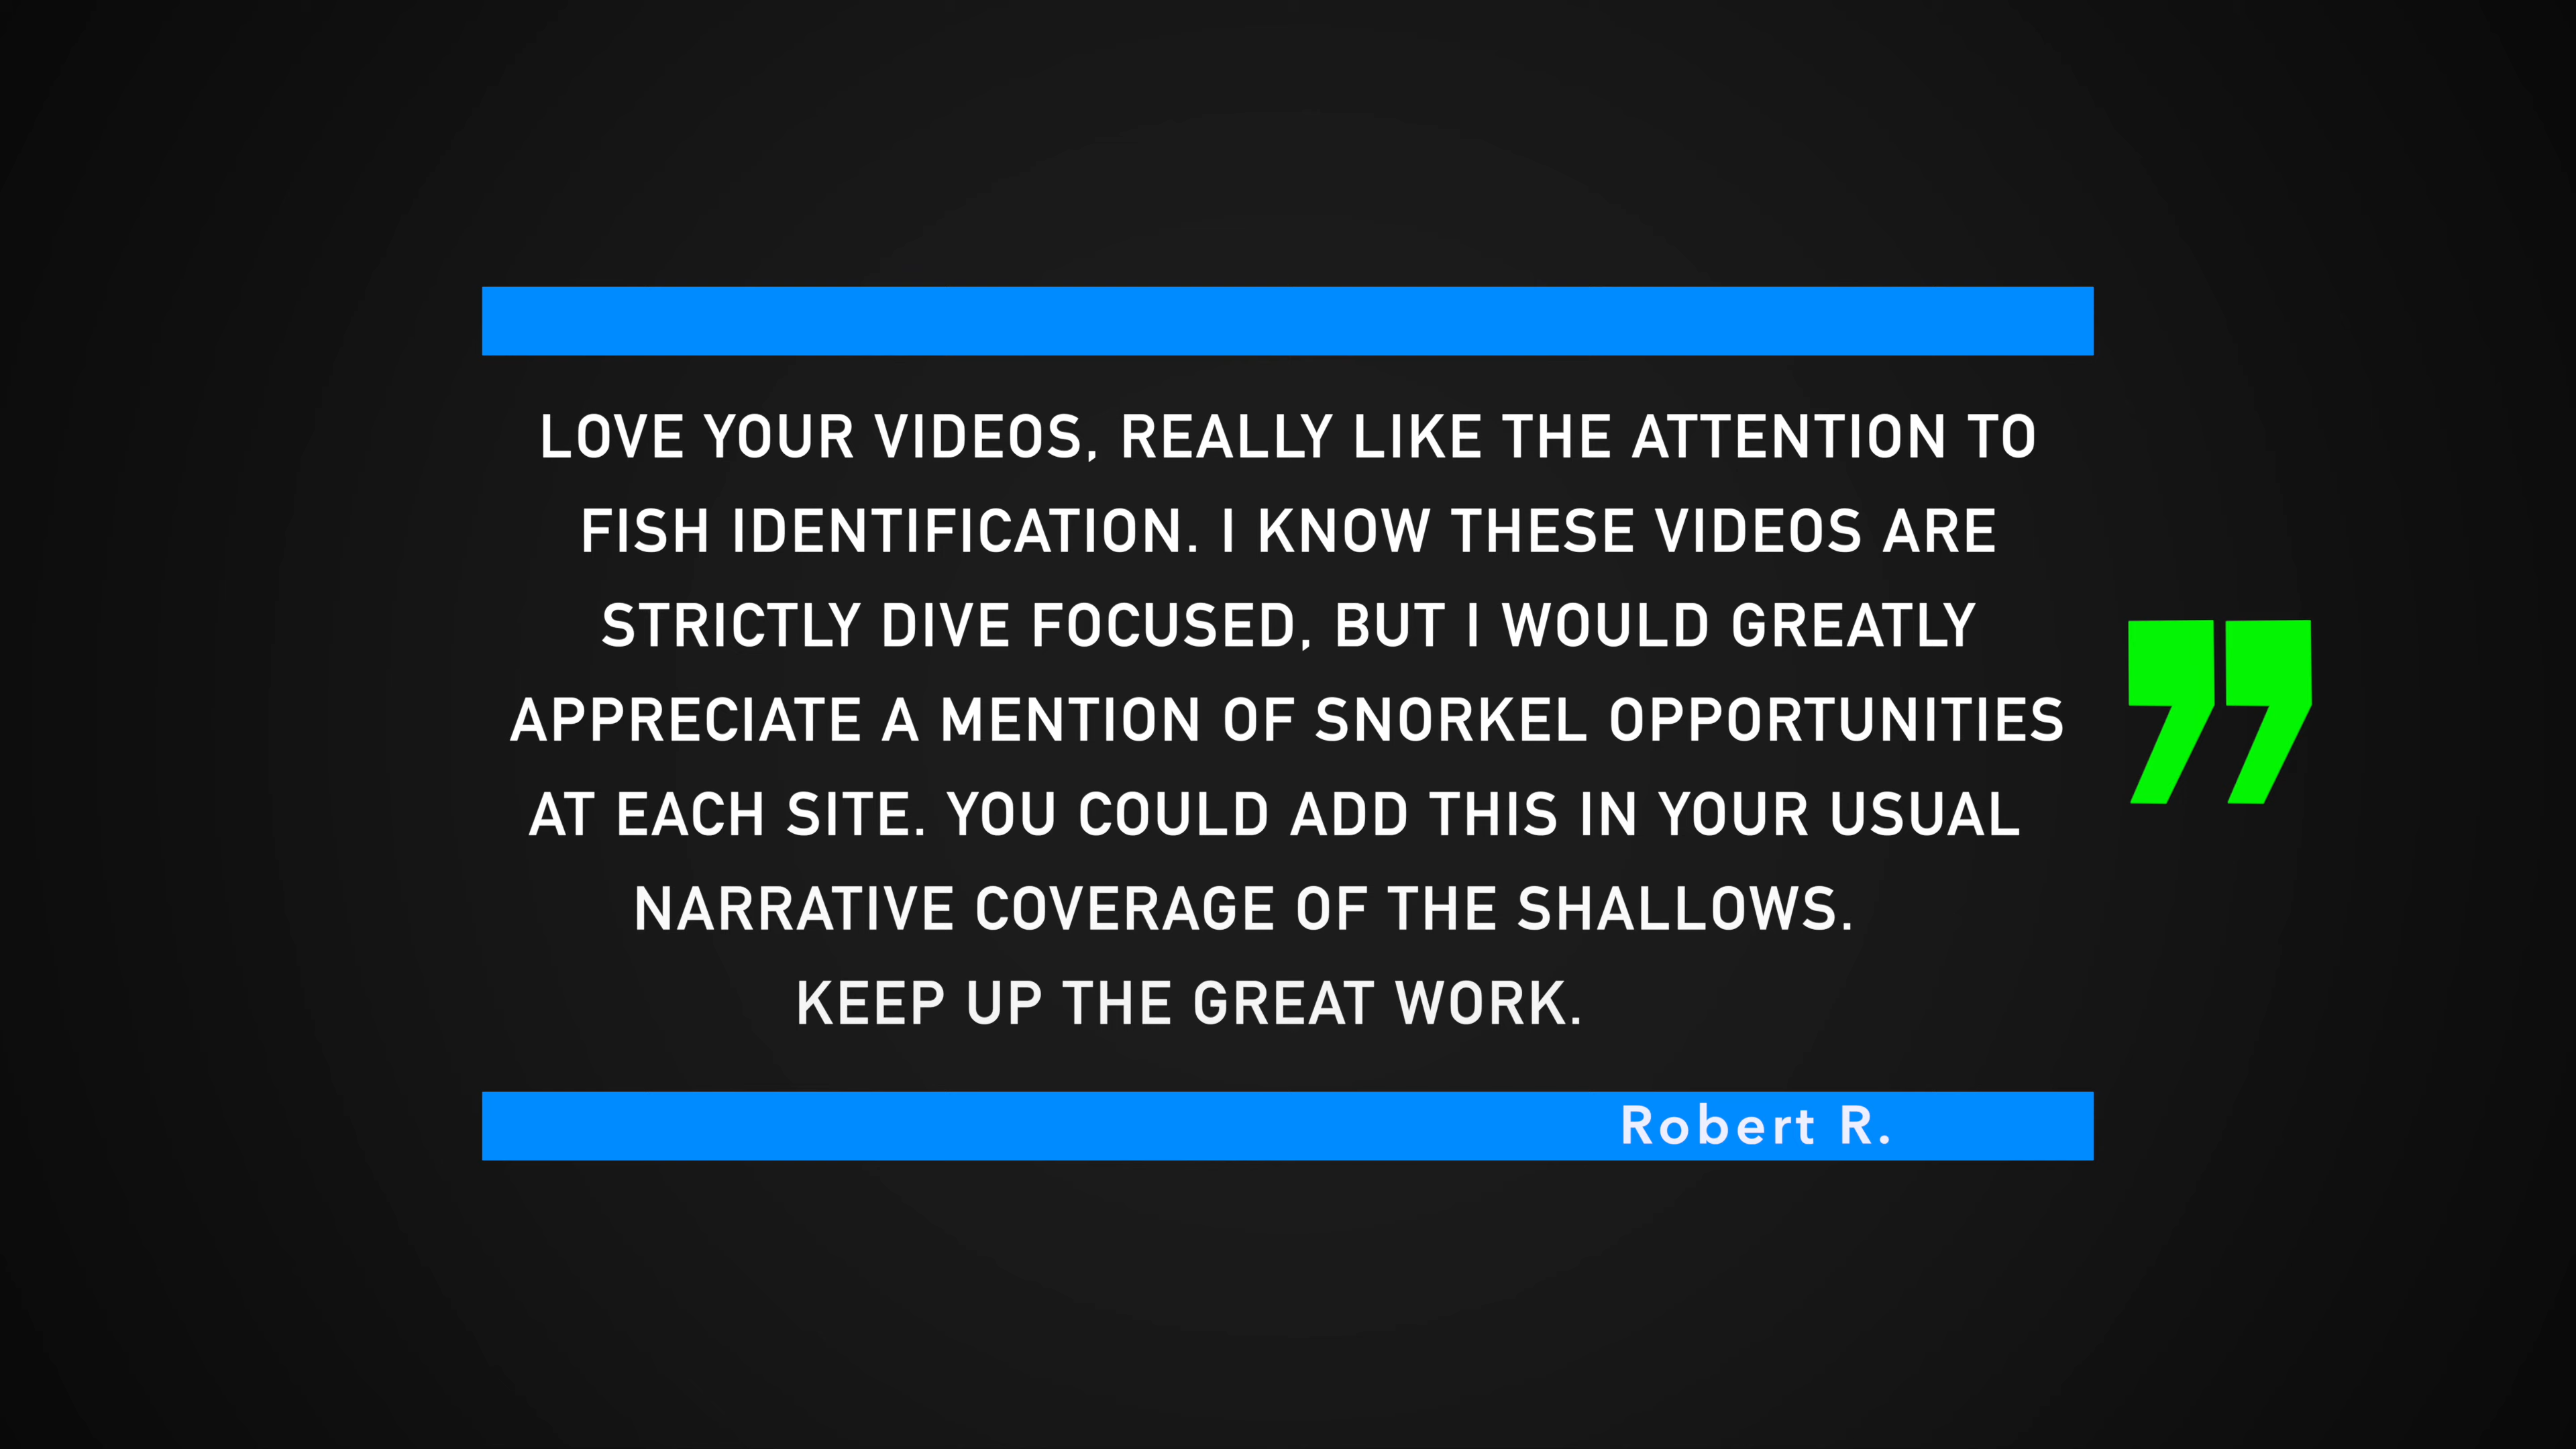 LOVE YOUR VIDEOS, REALLY LIKE THE ATTENTION TO
FISH IDENTIFICATION. I KNOW THESE VIDEOS ARE
STRICTLY DIVE FOCUSED, BUT I WOULD GREATLY
APPRECIATE A MENTION OF SNORKEL OPPORTUNITIES
AT EACH SITE. YOU COULD ADD THIS IN YOUR USUAL
NARRATIVE COVERAGE OF THE SHALLOWS.
KEEP UP THE GREAT WORK.
”
Robert R.